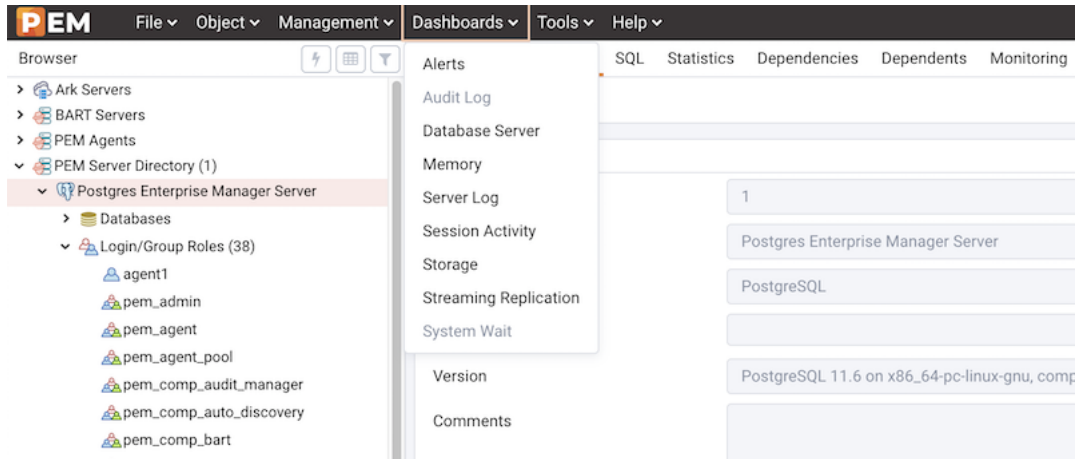 PEM File Object Management Dashboards Tools Help
Browser
SQL Statistics Dependencies Dependents Monitoring
Ark Servers
BART Servers
PEM Agents
PEM Server Directory (1)
Postgres Enterprise Manager Server
Databases
Login/Group Roles (38)
agent1
pem_admin
pem_agent
pem_agent_pool
pem_comp_audit_manager
pem_comp_auto_discovery
pem_comp_bart
Alerts
Audit Log
Database Server
Memory
Server Log
Session Activity
Storage
Streaming Replication
System Wait
1
Postgres Enterprise Manager Server
PostgreSQL
Version PostgreSQL 11.6 on x86_64-pc-linux-gnu, comp
Comments